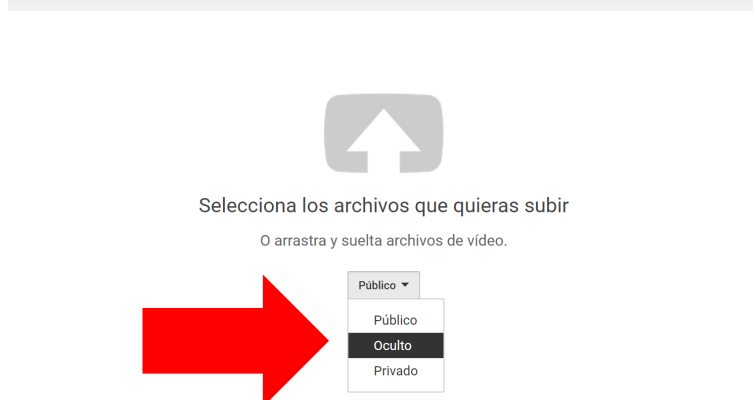 Selecciona los archivos que quieras subir
O arrastra y suelta archivos de vídeo.
Público
Público
Oculto
Privado